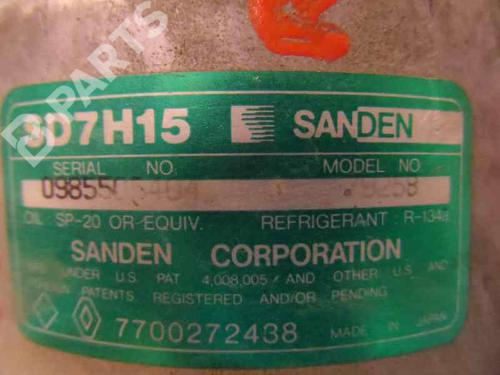 SD7H15 SANDEN
SERIAL NO. MODEL NO
OIL SP-20 OR EQUIV. REFRIGERANT : R-134a
SANDEN CORPORATION
UNDER U.S. PAT 4,008,005 / AND OTHER U.S. AND
PATENTS REGISTERED AND/OR PENDING
7700272438 MADE IN JAPAN
PARTS